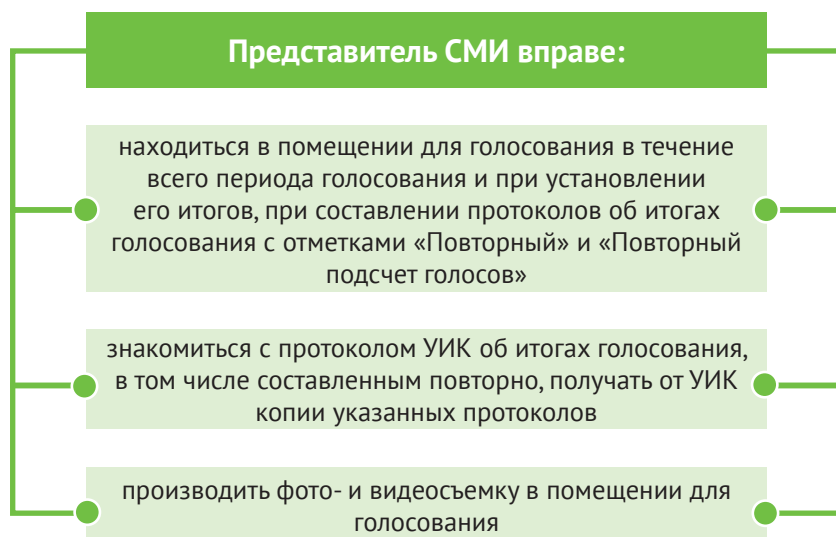 Представитель СМИ вправе:
находиться в помещении для голосования в течение
всего периода голосования и при установлении
его итогов, при составлении протоколов об итогах
голосования с отметками «Повторный» и «Повторный
подсчет голосов»
знакомиться с протоколом УИК об итогах голосования,
в том числе составленным повторно, получать от УИК
копии указанных протоколов
производить фото- и видеосъемку в помещении для
голосования